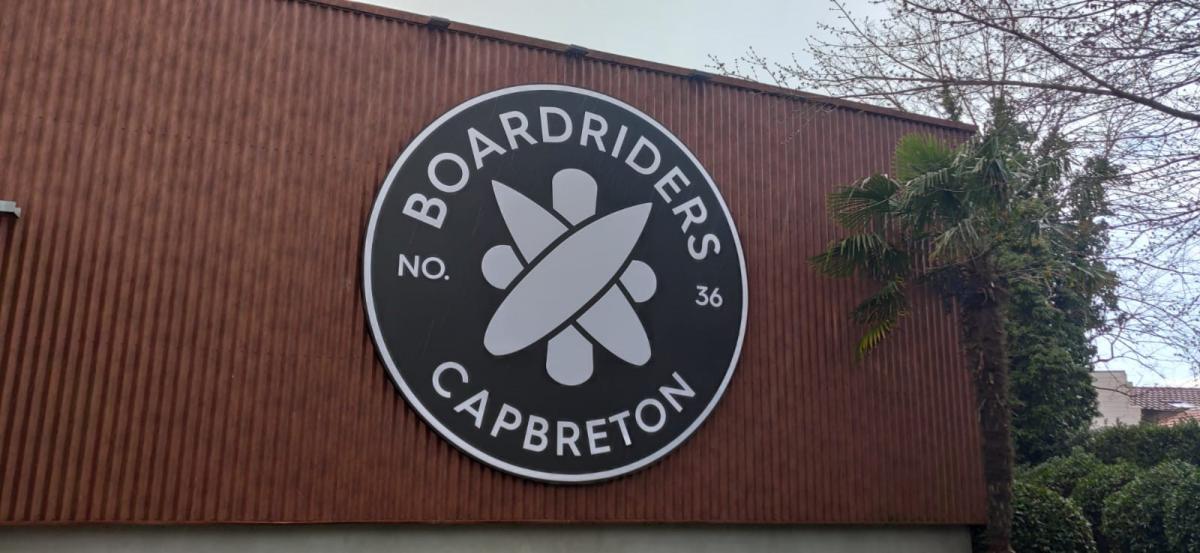 BOARDRIDERS
NO.
36
CAPBRETON